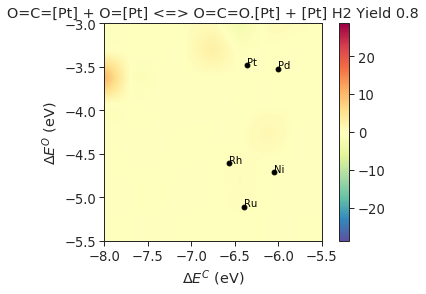 O=C=[Pt] + O=[Pt] <=> O=C=O.[Pt] + [Pt] H2 Yield 0.8
−3.0
−3.5
−4.0
−4.5
−5.0
−5.5
ΔE^O (eV)
Pt
Pd
Rh
Ni
Ru
−8.0 −7.5 −7.0 −6.5 −6.0 −5.5
ΔE^C (eV)
20
10
0
−10
−20